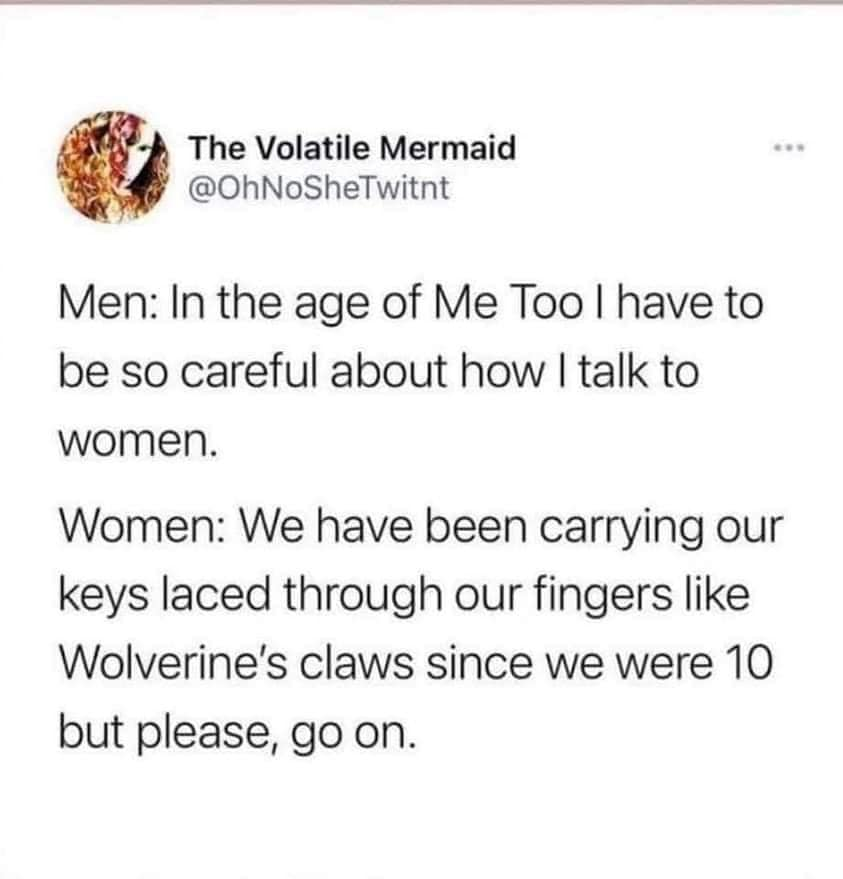 The Volatile Mermaid
@OhNoSheTwitnt
Men: In the age of Me Too I have to
be so careful about how I talk to
women.
Women: We have been carrying our
keys laced through our fingers like
Wolverine's claws since we were 10
but please, go on.